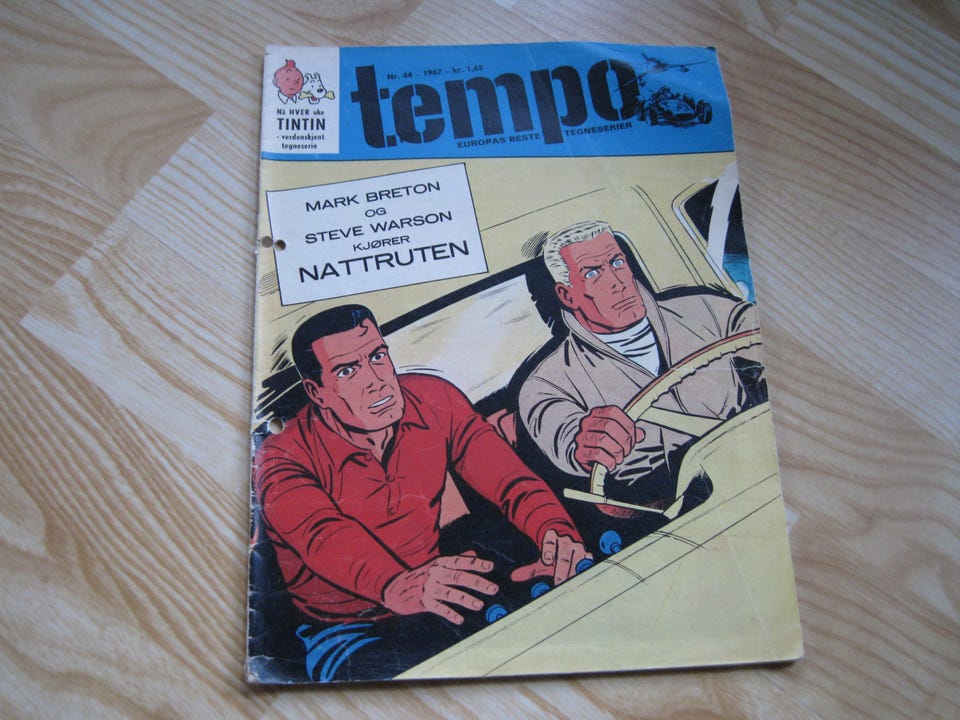 Nr. 44 - 1967 - kr. 1,65
tempo
EUROPAS BESTE TEGNESERIER
Nå HVER uke
TINTIN
- verdenskjent
tegneserie
MARK BRETON
OG
STEVE WARSON
KJØRER
NATTRUTEN